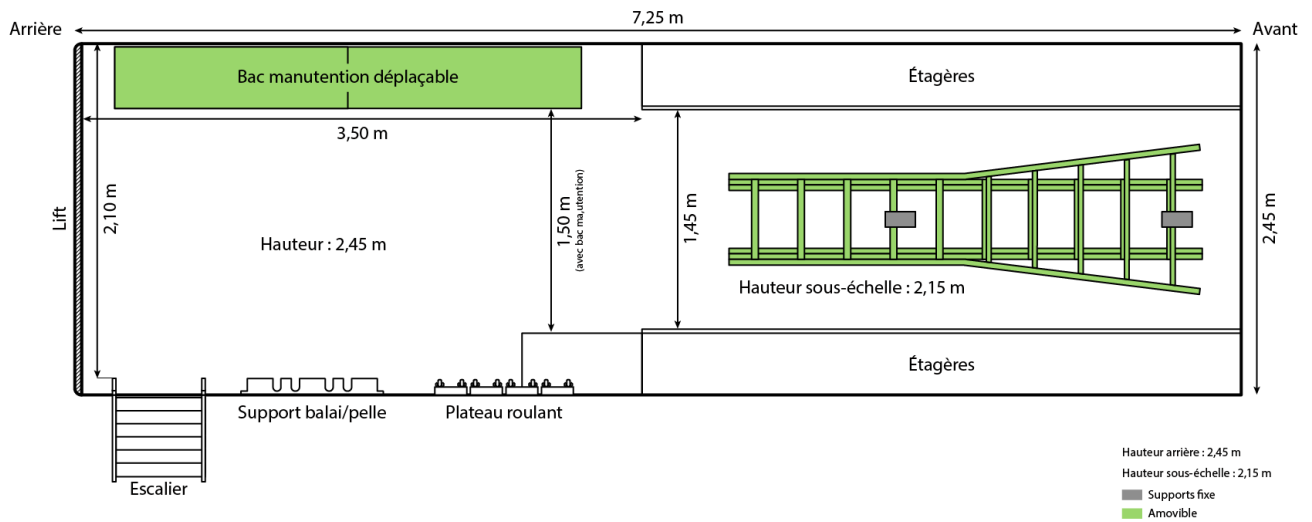 7,25 m
Arrière
Avant
Bac manutention déplaçable
Étagères
3,50 m
2,10 m
Lift
Hauteur : 2,45 m
1,50 m
(avec bac ma,utention)
1,45 m
2,45 m
Hauteur sous-échelle : 2,15 m
Étagères
Support balai/pelle
Plateau roulant
Escalier
Hauteur arrière : 2,45 m
Hauteur sous-échelle : 2,15 m
Supports fixe
Amovible